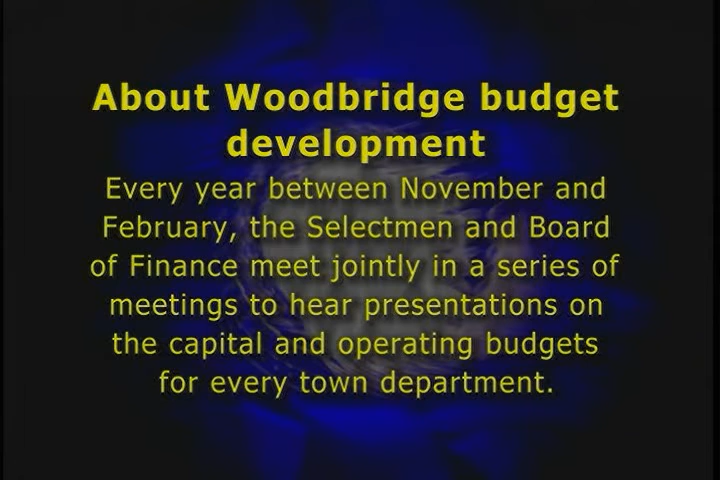 About Woodbridge budget
development
Every year between November and
February, the Selectmen and Board
of Finance meet jointly in a series of
meetings to hear presentations on
the capital and operating budgets
for every town department.